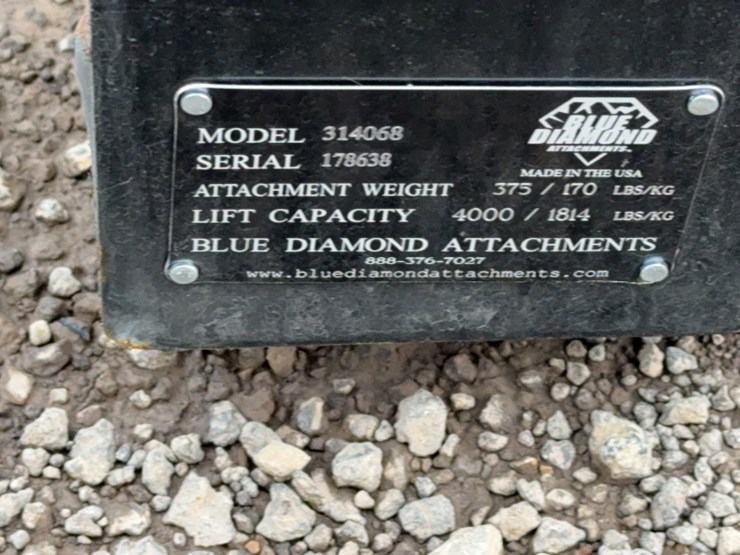 MODEL 314068
BLUE
DIAMOND
ATTACHMENTS
SERIAL 178638
MADE IN THE USA
ATTACHMENT WEIGHT 375 / 170 LBS/KG
LIFT CAPACITY 4000 / 1814 LBS/KG
BLUE DIAMOND ATTACHMENTS
888-376-7027
www.bluediamondattachments.com